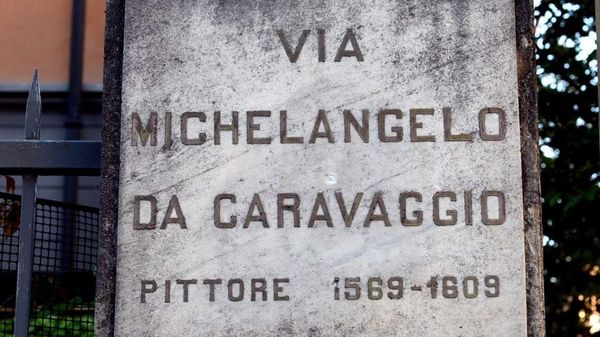 VIA
MICHELANGELO
DA CARAVAGGIO
PITTORE 1569-1609